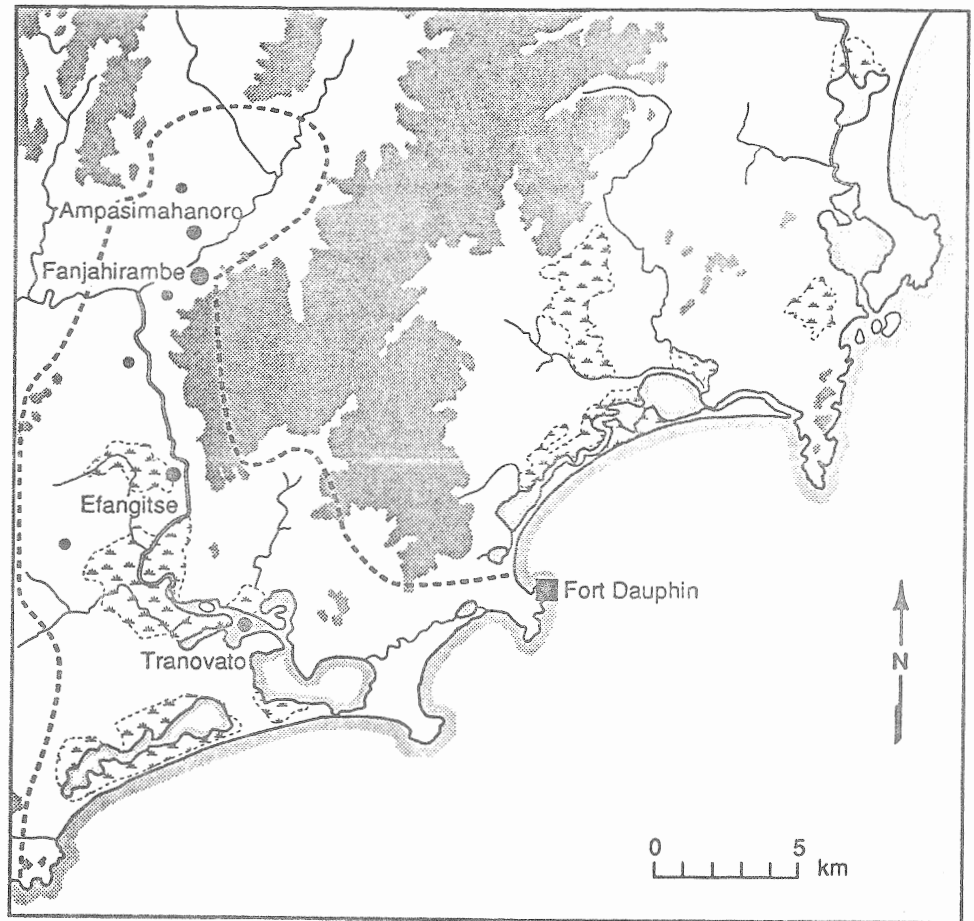 Ampasimahanoro
Fanjahirambe
Efangitse
Fort Dauphin
Tranovato
N
0 5
km